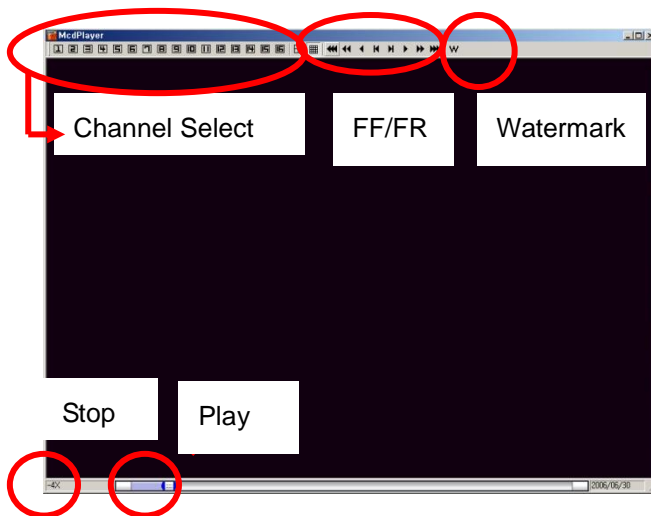 McdPlayer
1 2 3 4 5 6 7 8 9 10 11 12 13 14 15 16 W
Channel Select
FF/FR
Watermark
Stop
Play
-4X
2006/06/30